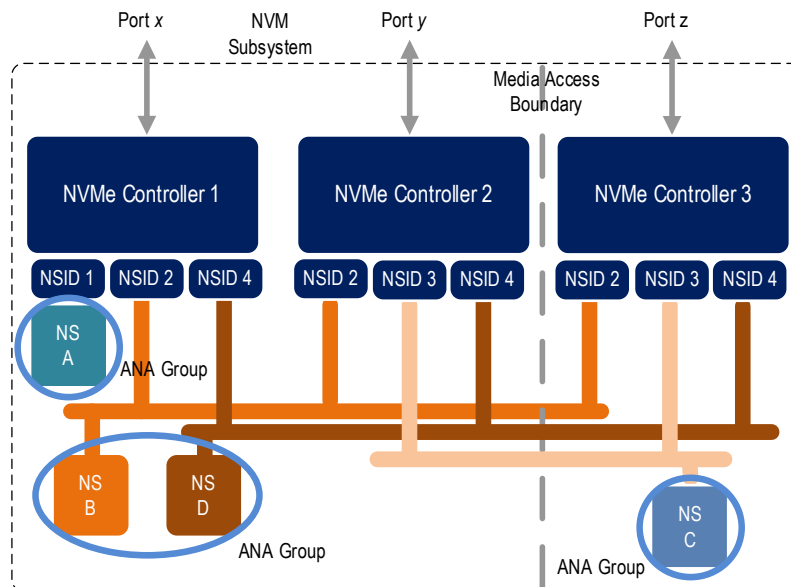 Port x
NVM
Subsystem
Port y
Port z
Media Access
Boundary
NVMe Controller 1
NVMe Controller 2
NVMe Controller 3
NSID 1
NSID 2
NSID 4
NSID 2
NSID 3
NSID 4
NSID 2
NSID 3
NSID 4
NS
A
ANA Group
NS
B
NS
D
ANA Group
NS
C
ANA Group